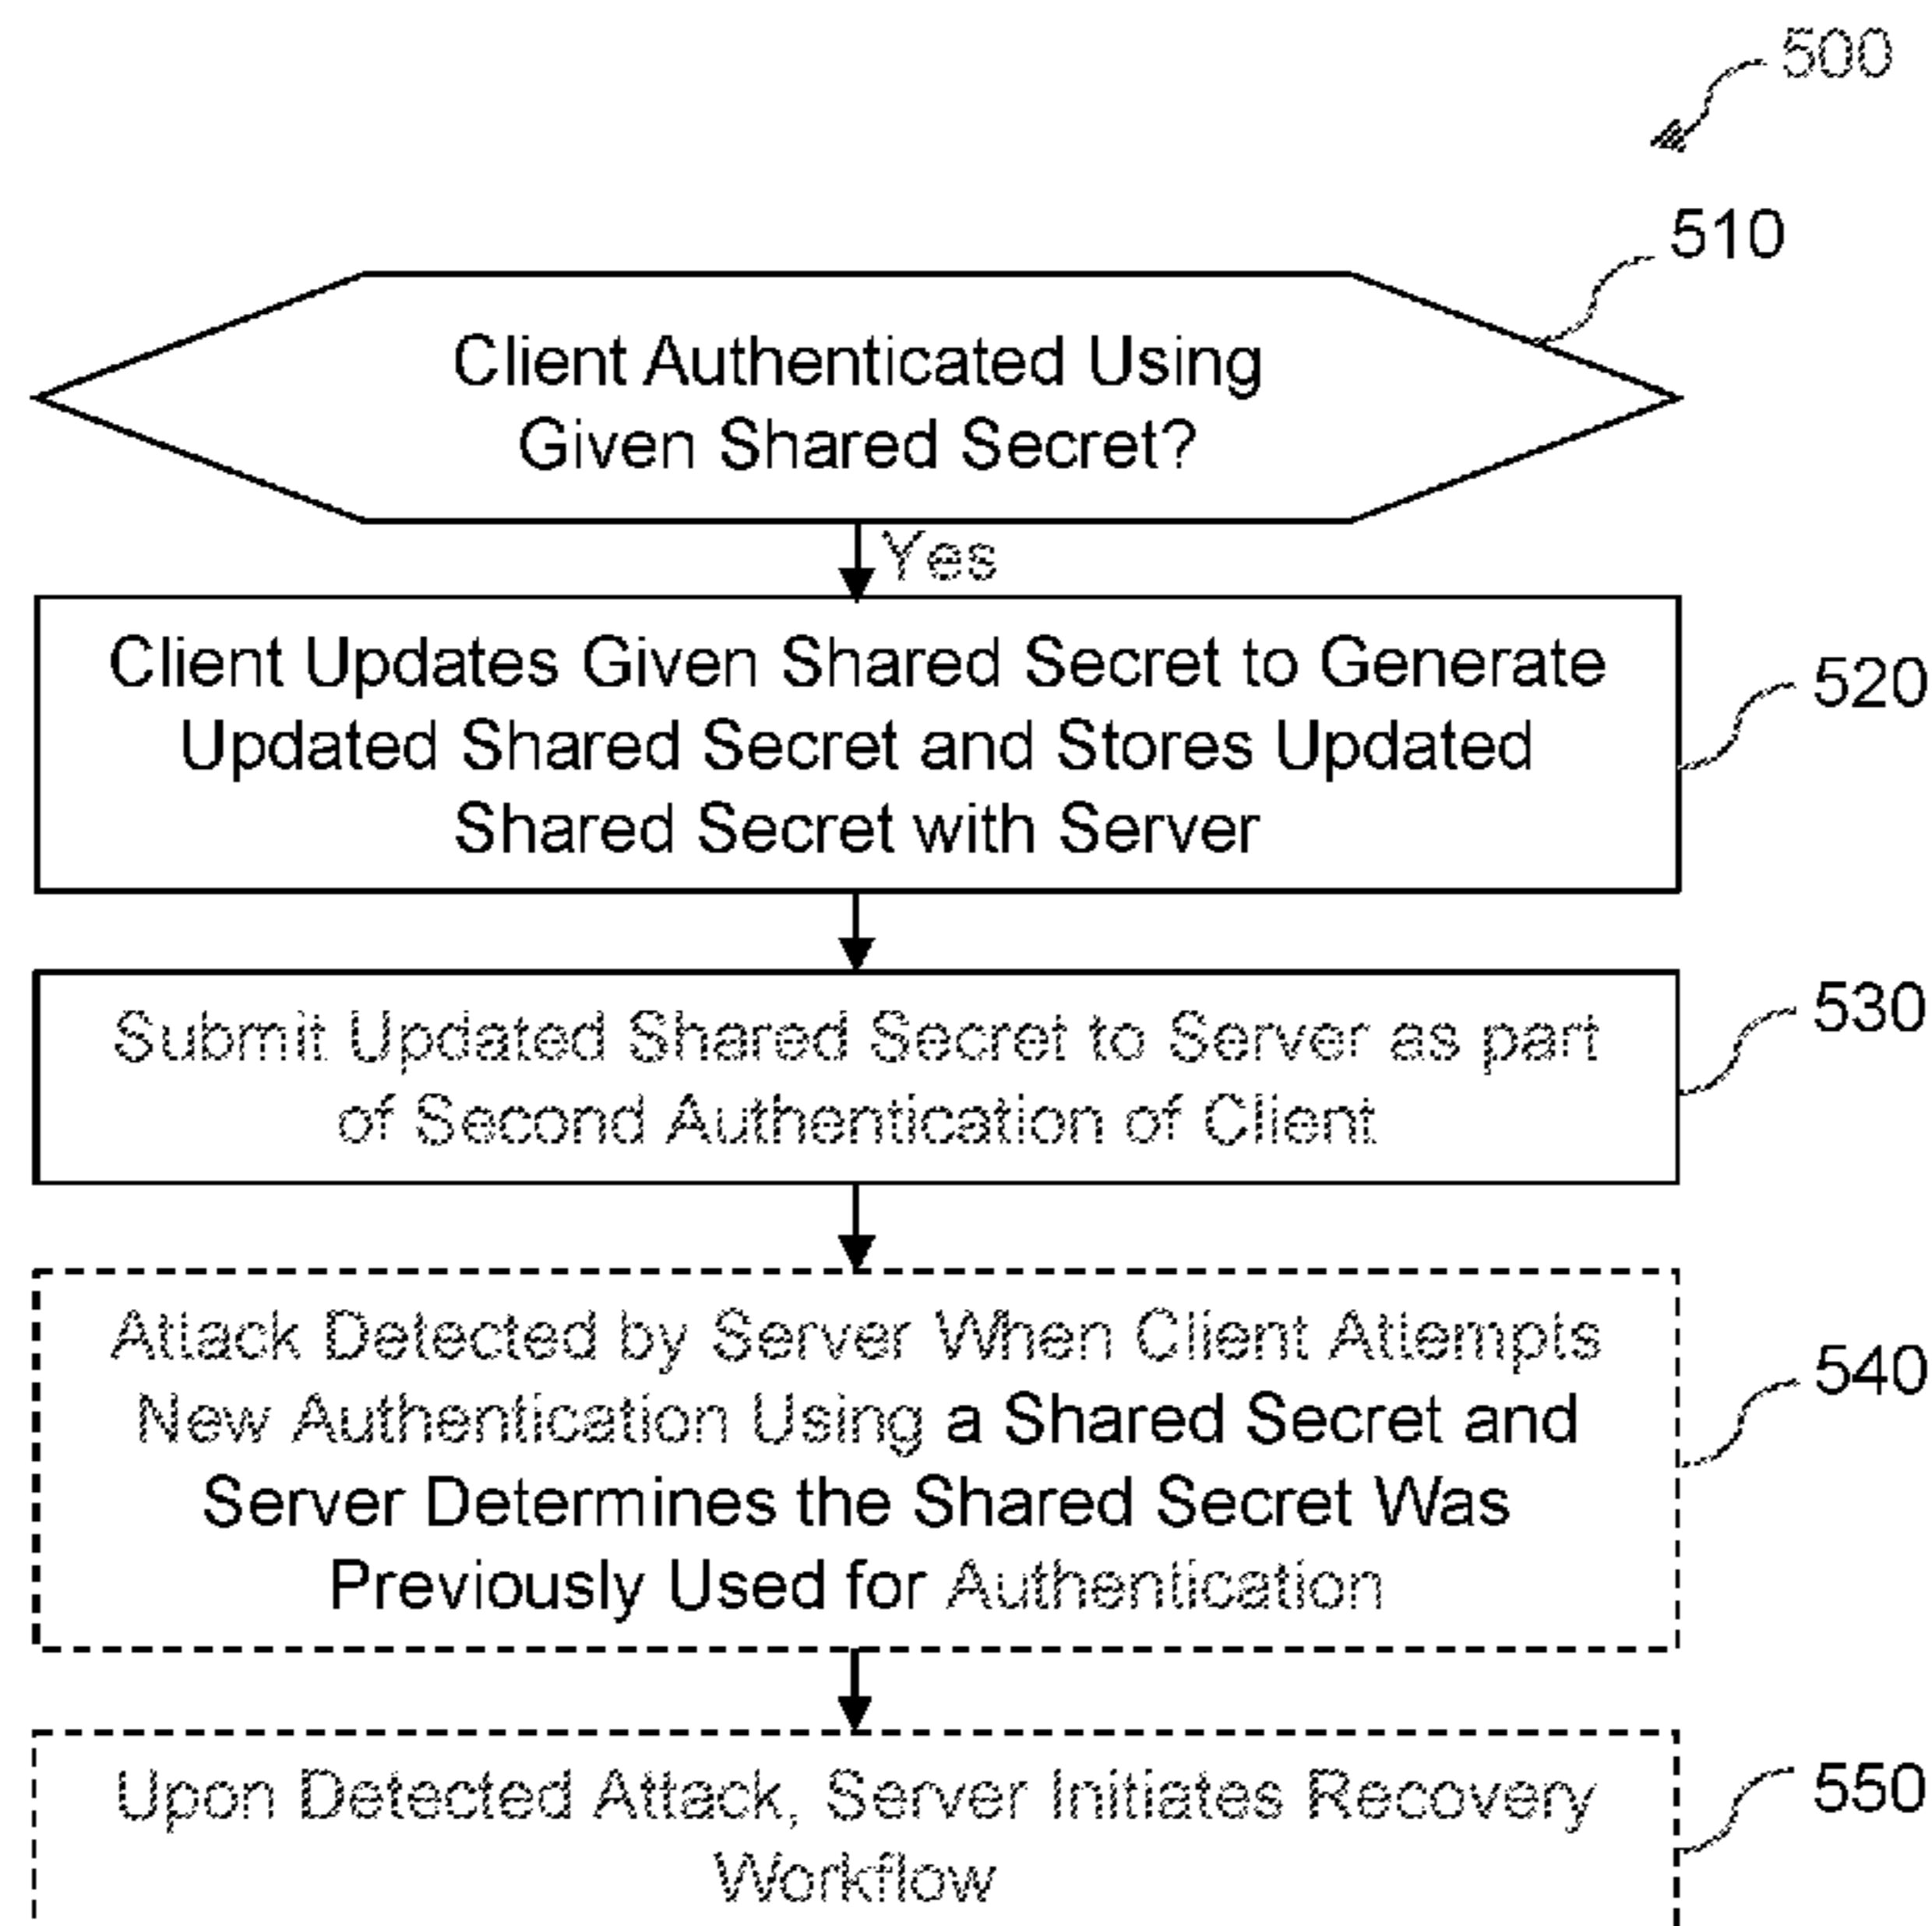 500
510
Client Authenticated Using
Given Shared Secret?
Yes
Client Updates Given Shared Secret to Generate
Updated Shared Secret and Stores Updated
Shared Secret with Server
520
Submit Updated Shared Secret to Server as part
of Second Authentication of Client
530
Attack Detected by Server When Client Attempts
New Authentication Using a Shared Secret and
Server Determines the Shared Secret Was
Previously Used for Authentication
540
Upon Detected Attack, Server Initiates Recovery
Workflow
550